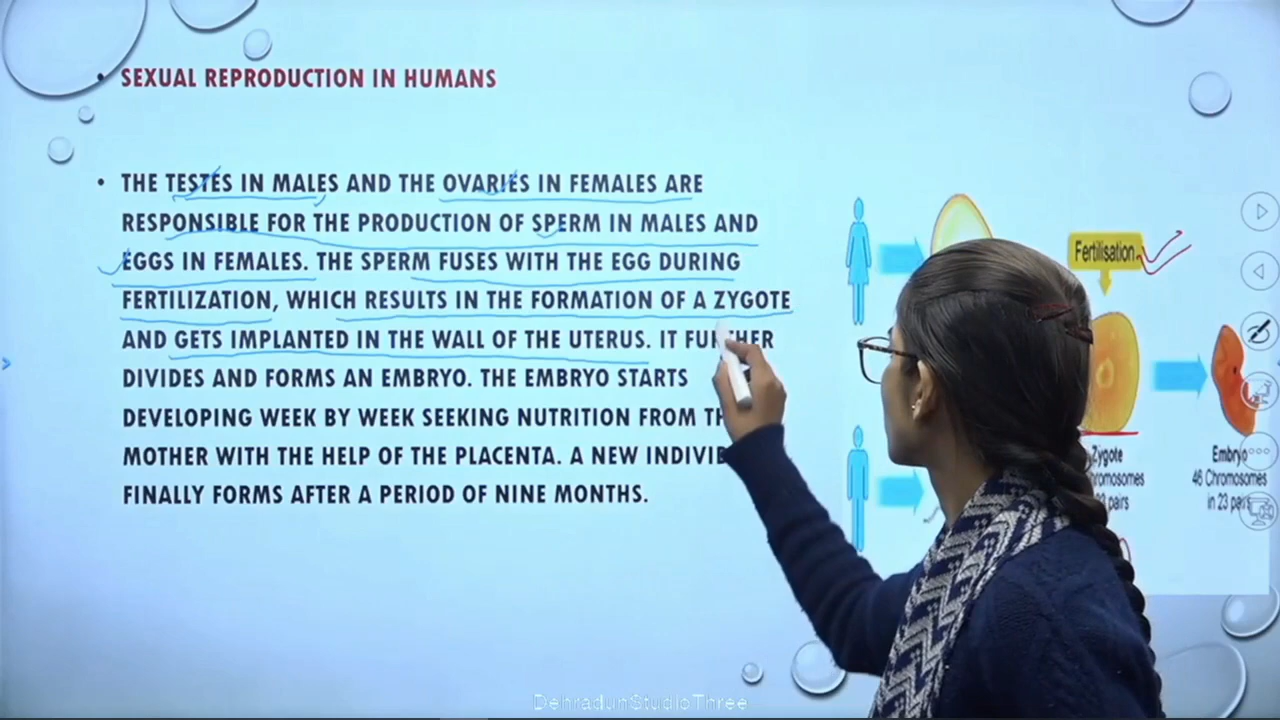 SEXUAL REPRODUCTION IN HUMANS
THE TESTES IN MALES AND THE OVARIES IN FEMALES ARE
RESPONSIBLE FOR THE PRODUCTION OF SPERM IN MALES AND
EGGS IN FEMALES. THE SPERM FUSES WITH THE EGG DURING
FERTILIZATION, WHICH RESULTS IN THE FORMATION OF A ZYGOTE
AND GETS IMPLANTED IN THE WALL OF THE UTERUS. IT
DIVIDES AND FORMS AN EMBRYO. THE EMBRYO STARTS
DEVELOPING WEEK BY WEEK SEEKING NUTRITION FROM
MOTHER WITH THE HELP OF THE PLACENTA. A NEW
FINALLY FORMS AFTER A PERIOD OF NINE MONTHS.
Fertilisation
Zygote
pairs
Embryo
46 Chromosomes
in 23 pairs
DehradunStudioThree